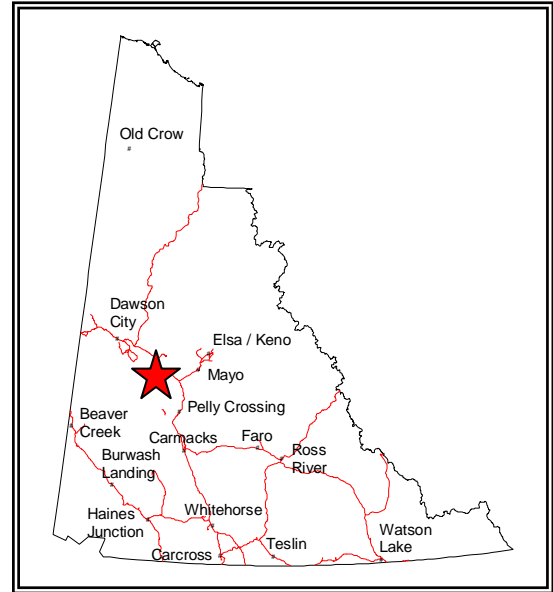 Old Crow
Dawson
City
Elsa / Keno
Mayo
Pelly Crossing
Beaver
Creek
Carmacks
Faro
Ross
River
Burwash
Landing
Haines
Junction
Whitehorse
Watson
Lake
Teslin
Carcross